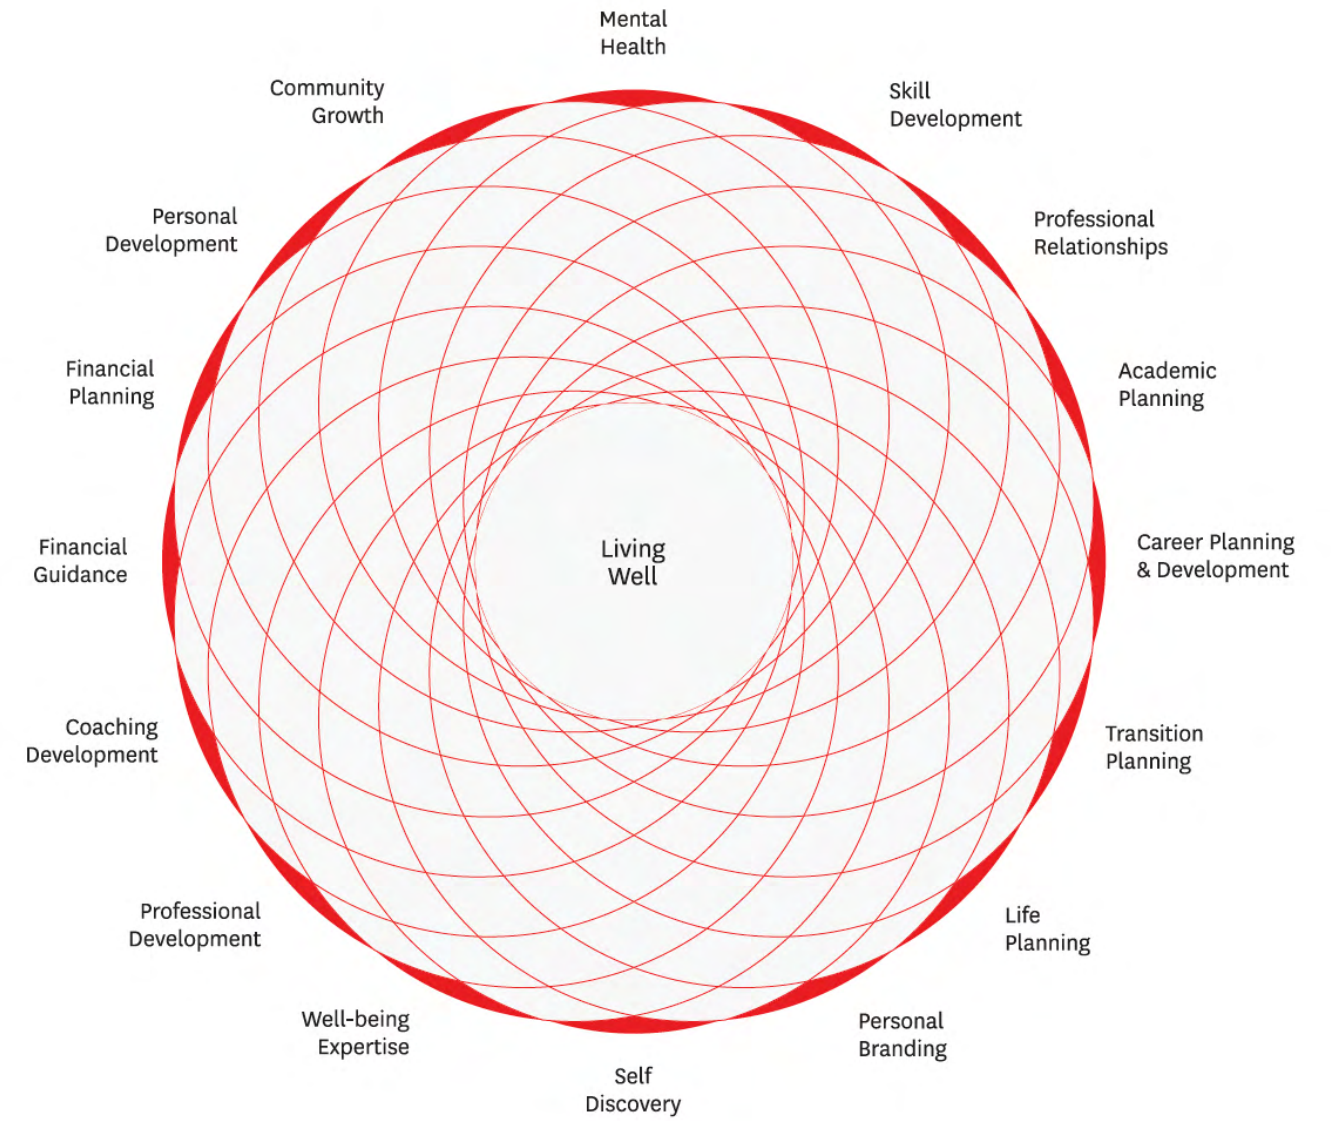 Mental
Health
Skill
Development
Professional
Relationships
Academic
Planning
Career Planning
& Development
Transition
Planning
Life
Planning
Personal
Branding
Self
Discovery
Well-being
Expertise
Professional
Development
Coaching
Development
Financial
Guidance
Financial
Planning
Personal
Development
Community
Growth
Living
Well